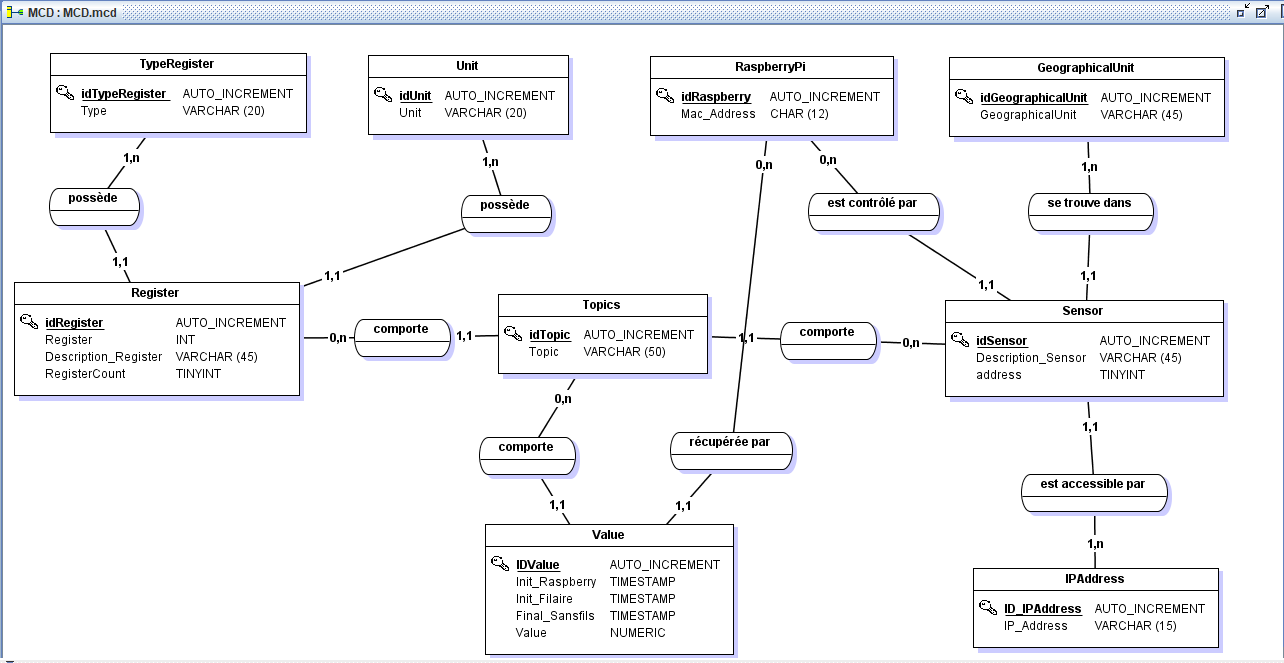 MCD : MCD.mcd
TypeRegister
idTypeRegister AUTO_INCREMENT
Type VARCHAR (20)
Unit
idUnit AUTO_INCREMENT
Unit VARCHAR (20)
RaspberryPi
idRaspberry AUTO_INCREMENT
Mac_Address CHAR (12)
GeographicalUnit
idGeographicalUnit AUTO_INCREMENT
GeographicalUnit VARCHAR (45)
1,n
1,n
0,n
0,n
1,n
possède
possède
est contrôlé par
se trouve dans
1,1
1,1
1,1
1,1
Register
idRegister AUTO_INCREMENT
Register INT
Description_Register VARCHAR (45)
RegisterCount TINYINT
0,n
comporte
1,1
Topics
idTopic AUTO_INCREMENT
Topic VARCHAR (50)
1,1
comporte
0,n
Sensor
idSensor AUTO_INCREMENT
Description_Sensor VARCHAR (45)
address TINYINT
0,n
comporte
1,1
récupérée par
1,1
1,1
est accessible par
1,n
Value
IDValue AUTO_INCREMENT
Init_Raspberry TIMESTAMP
Init_Filaire TIMESTAMP
Final_Sansfils TIMESTAMP
Value NUMERIC
IPAddress
ID_IPAddress AUTO_INCREMENT
IP_Address VARCHAR (15)